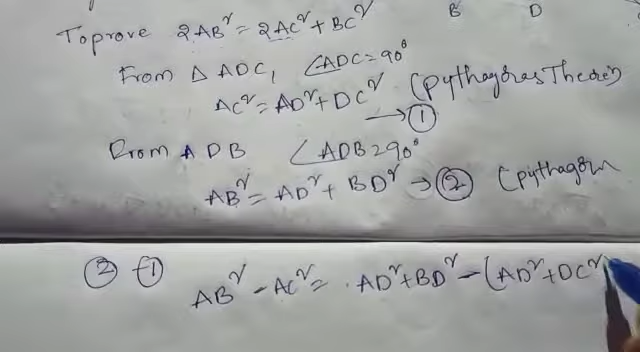 B D
To prove 2AB² = 2AC² + BC²
From Δ ADC, ∠ADC = 90°
AC² = AD² + DC² (Pythagoras Theorem)
→ ①
From ADB ∠ADB = 90°
AB² = AD² + BD² → ② (Pythagor
② - ① AB² - AC² = AD² + BD² - (AD² + DC²